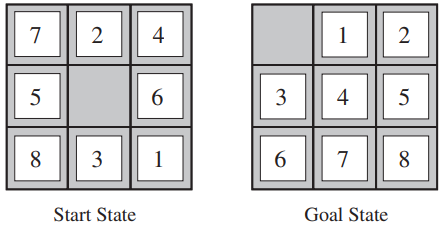 7 2 4
5 6
8 3 1
Start State
1 2
3 4 5
6 7 8
Goal State